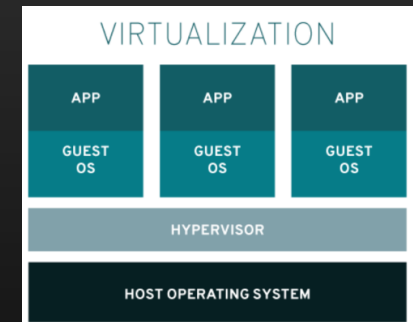 VIRTUALIZATION
APP APP APP
GUEST OS GUEST OS GUEST OS
HYPERVISOR
HOST OPERATING SYSTEM